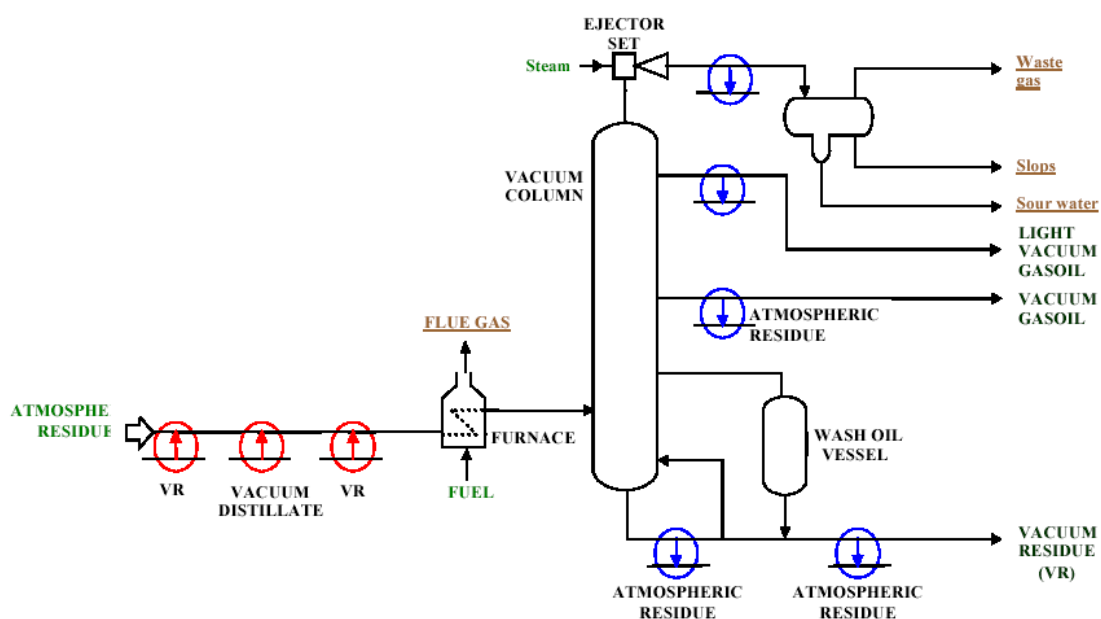 EJECTOR
SET
Steam
Waste
gas
VACUUM
COLUMN
Slops
Sour water
LIGHT
VACUUM
GASOIL
VACUUM
GASOIL
ATMOSPHERIC
RESIDUE
FLUE GAS
ATMOSPHE
RESIDUE
FURNACE
WASH OIL
VESSEL
VR
VACUUM
DISTILLATE
VR
FUEL
VACUUM
RESIDUE
(VR)
ATMOSPHERIC
RESIDUE
ATMOSPHERIC
RESIDUE